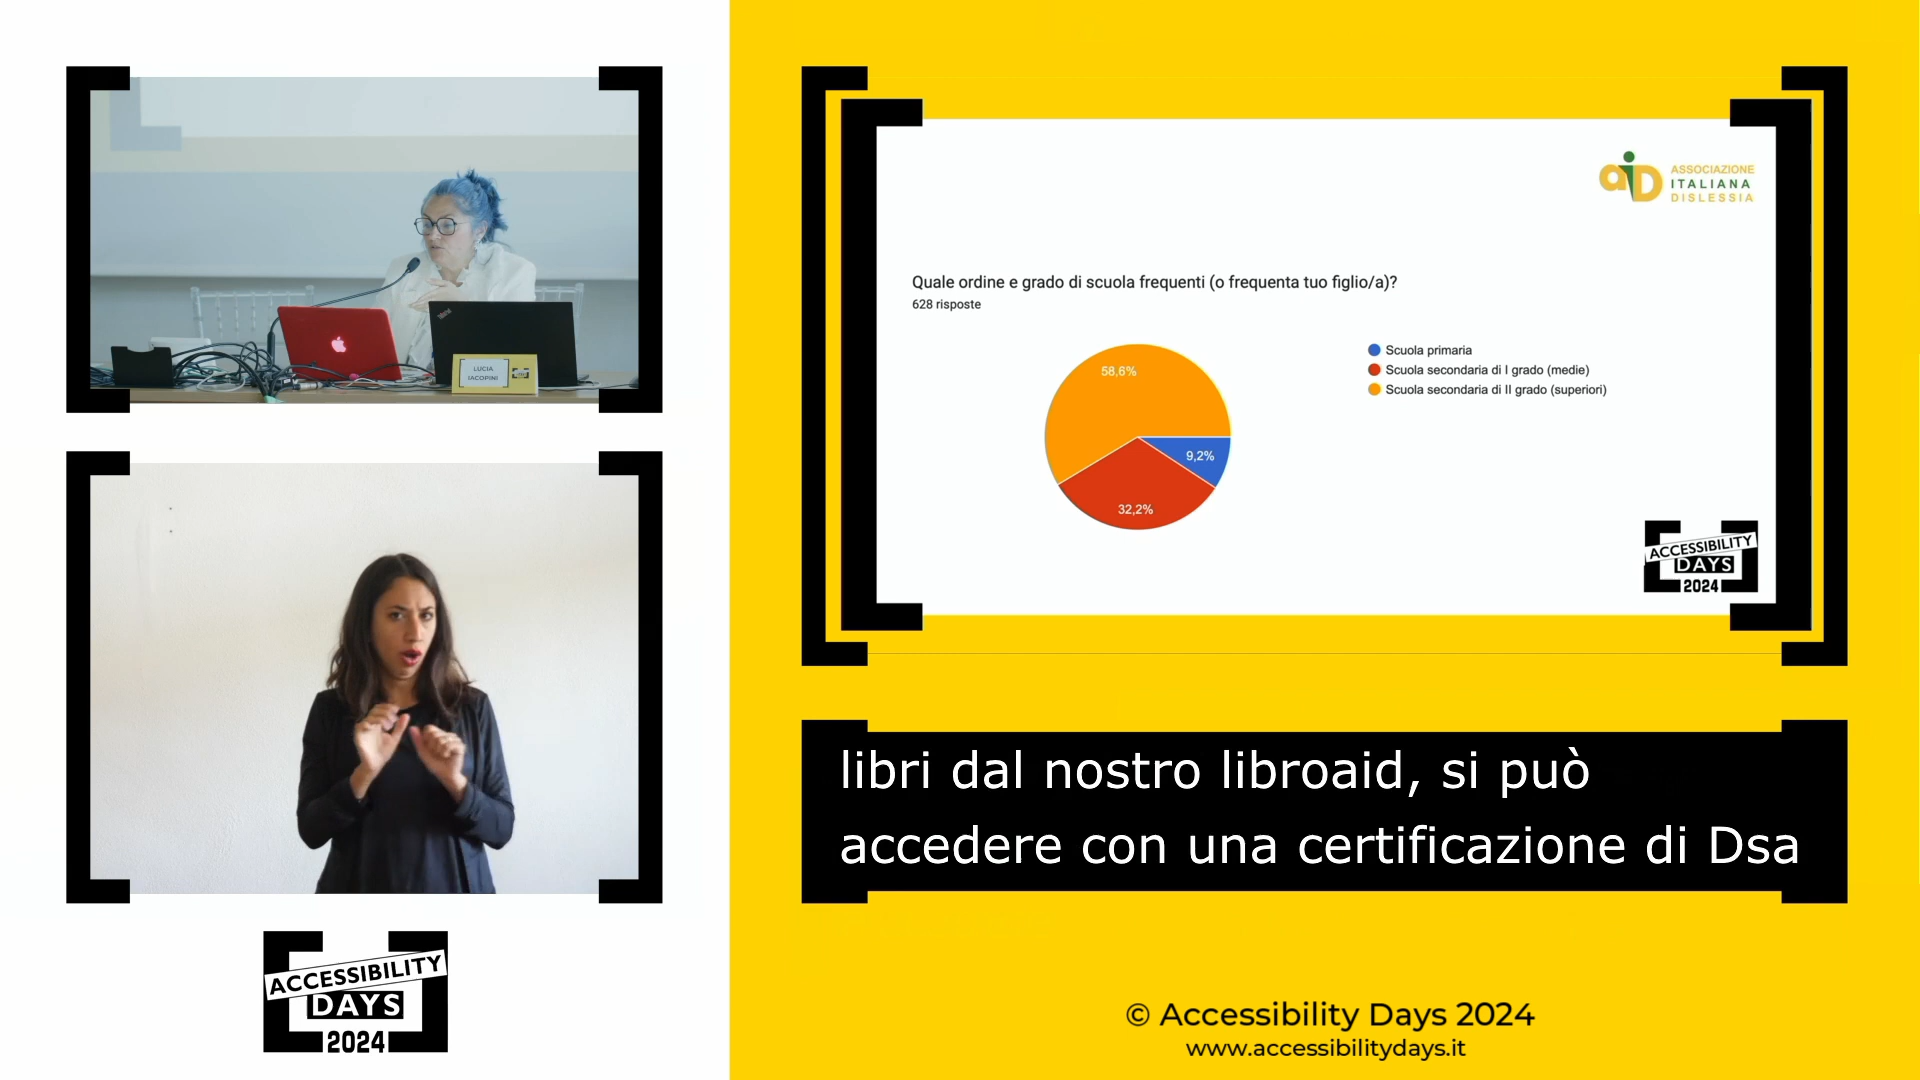 LUCIA
IACOPINI
ACCESSIBILITY
DAYS
2024
aiD
ASSOCIAZIONE
ITALIANA
DISLESSIA
Quale ordine e grado di scuola frequenti (o frequenta tuo figlio/a)?
628 risposte
58,6%
9,2%
32,2%
Scuola primaria
Scuola secondaria di I grado (medie)
Scuola secondaria di II grado (superiori)
ACCESSIBILITY
DAYS
2024
libri dal nostro libroaid, si può
accedere con una certificazione di Dsa
© Accessibility Days 2024
www.accessibilitydays.it